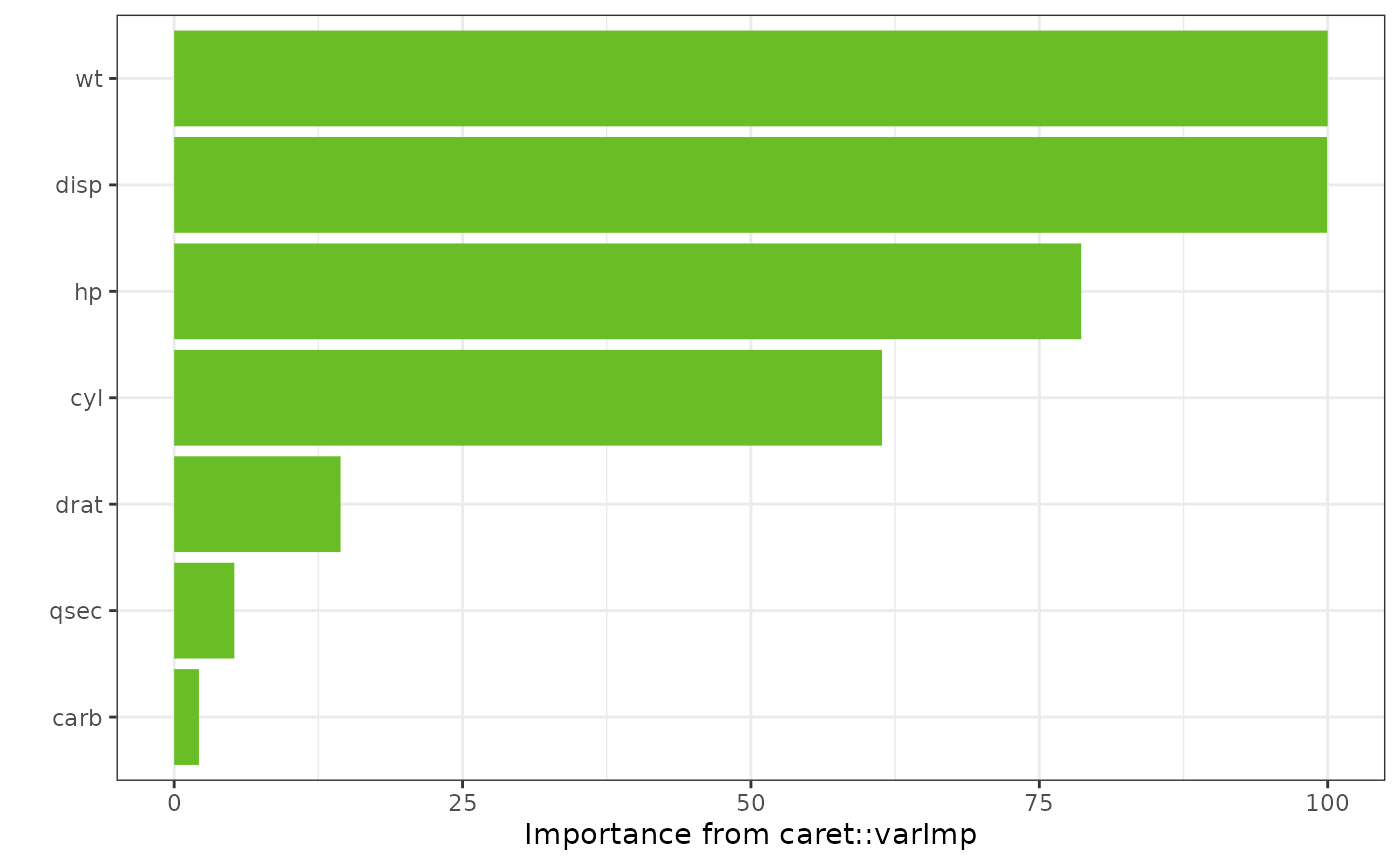 wt
disp
hp
cyl
drat
qsec
carb
0 25 50 75 100
Importance from caret::varImp